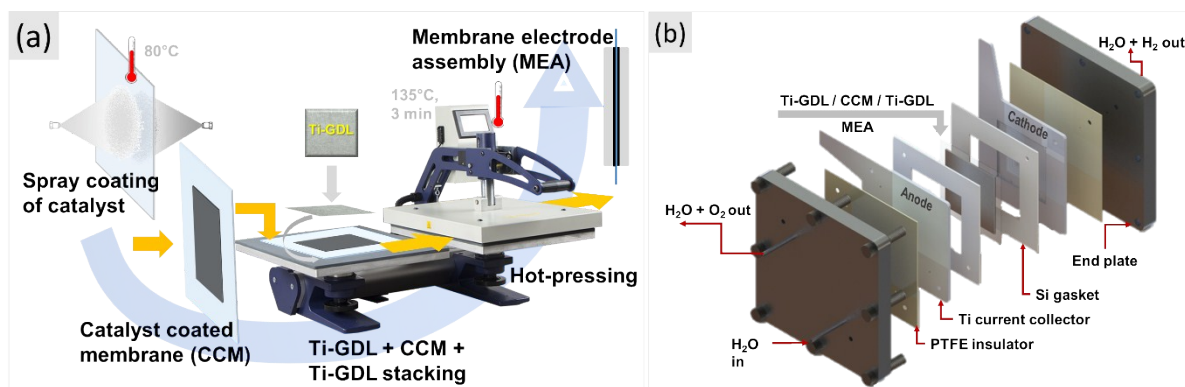 (a)
80°C
Spray coating
of catalyst
Catalyst coated
membrane (CCM)
Ti-GDL
Ti-GDL + CCM +
Ti-GDL stacking
135°C,
3 min
Hot-pressing
Membrane electrode
assembly (MEA)
(b)
H₂O + H₂ out
Ti-GDL / CCM / Ti-GDL
MEA
Cathode
Anode
H₂O + O₂ out
H₂O
in
End plate
Si gasket
Ti current collector
PTFE insulator